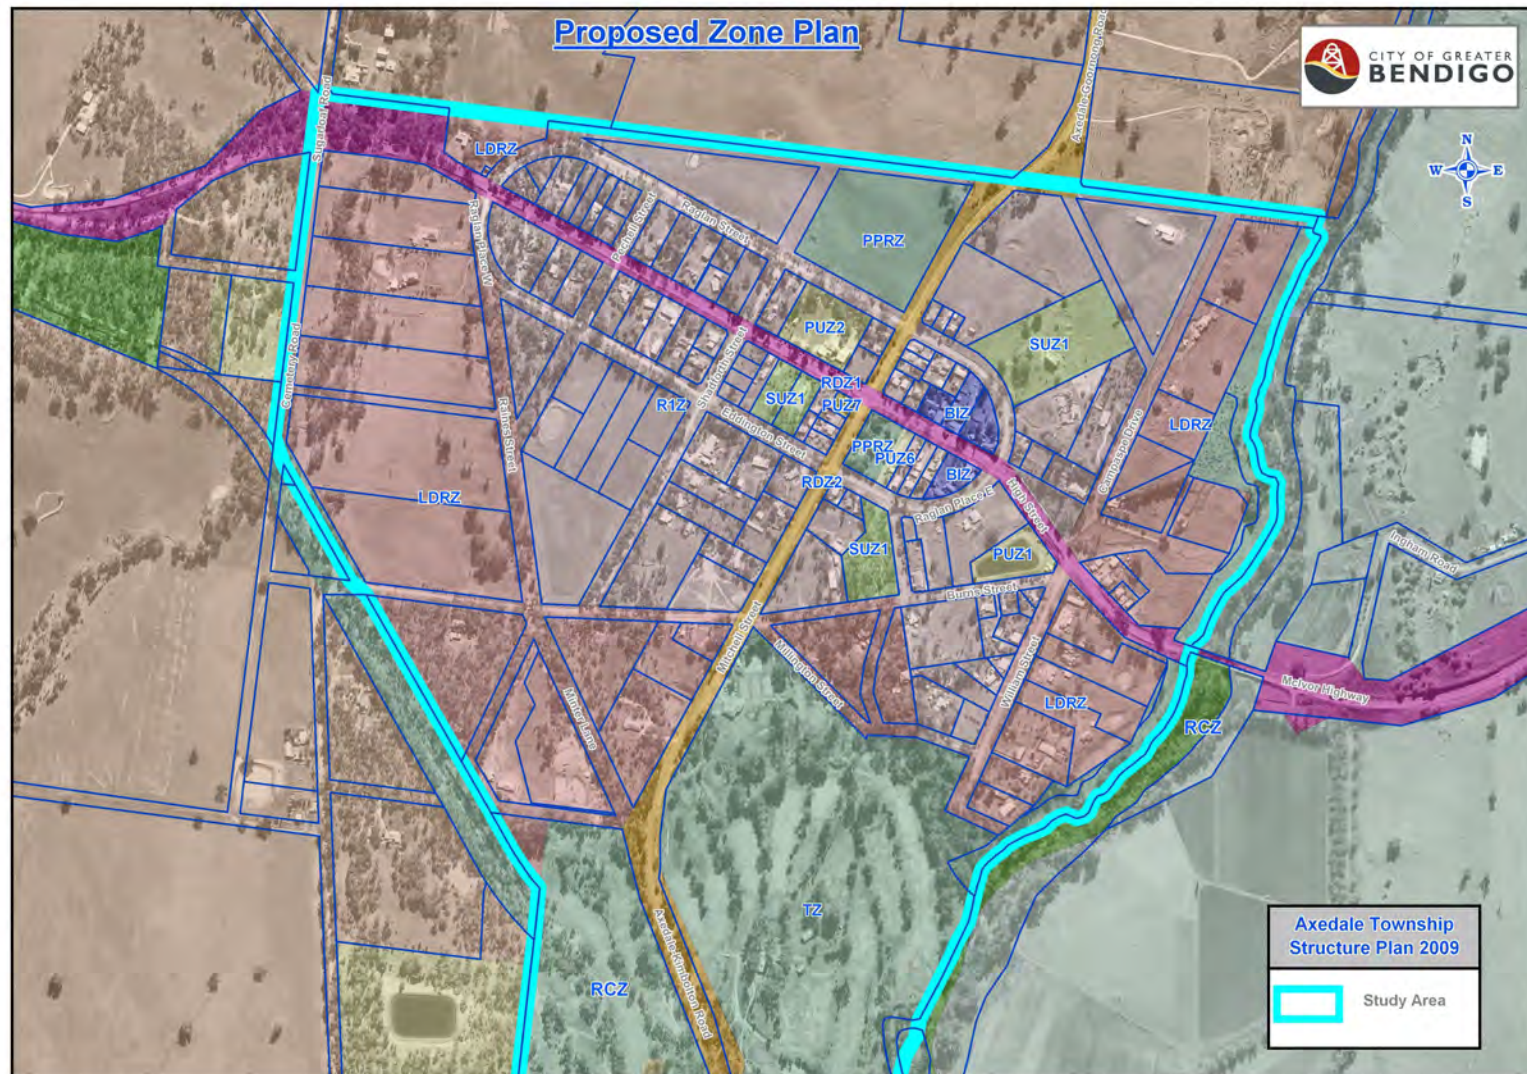 Proposed Zone Plan
CITY OF GREATER
BENDIGO
N
W E
S
Axedale-Goornong Road
Sugarloaf Road
LDRZ
Raglan Street
Raglan Place W
PPRZ
PUZ2
SUZ1
Cemetery Road
Shadforth Street
RDZ1
SUZ1
PUZ7
R1Z
BIZ
Eddington Street
PPRZ
PUZ6
LDRZ
Campaspe Drive
Raines Street
RDZ2
BIZ
LDRZ
Raglan Place E
High Street
SUZ1
PUZ1
Ingham Road
Burns Street
Mitchell Street
Millington Street
William Street
Minter Lane
McIvor Highway
LDRZ
RCZ
TZ
Axedale-Kimbolton Road
RCZ
Axedale Township
Structure Plan 2009
Study Area